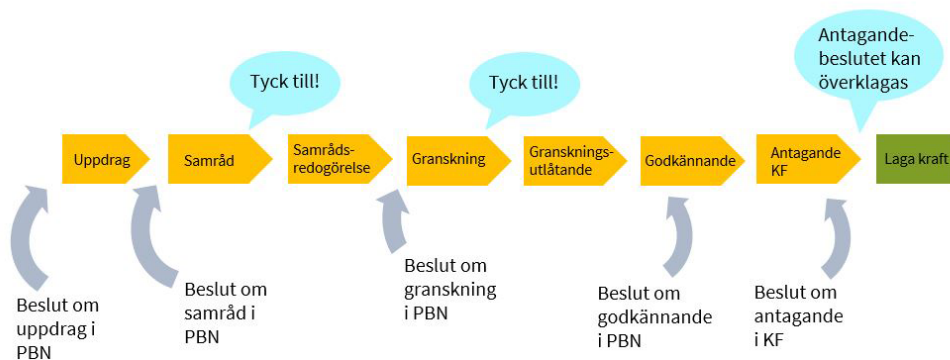 Tyck till!
Tyck till!
Antagande-
beslutet kan
överklagas
Uppdrag
Samråd
Samråds-
redogörelse
Granskning
Gransknings-
utlåtande
Godkännande
Antagande
KF
Laga kraft
Beslut om
uppdrag i
PBN
Beslut om
samråd i
PBN
Beslut om
granskning
i PBN
Beslut om
godkännande
i PBN
Beslut om
antagande
i KF